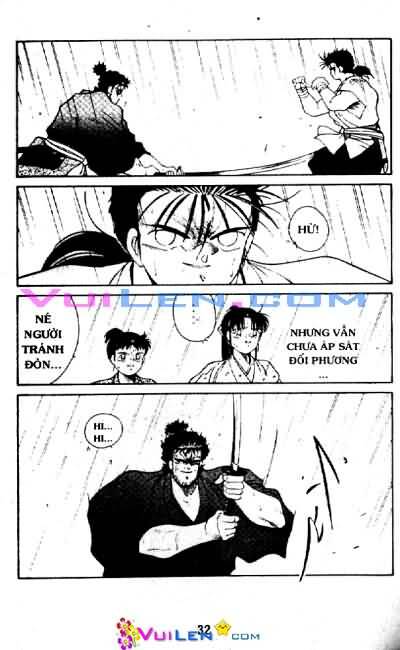 HỪ!
VuiLen.com
NÉ
NGƯỜI
TRÁNH
ĐÒN...
...
NHƯNG VẪN
CHƯA ÁP SÁT
ĐỐI PHƯƠNG
...
HI...
HI...
32
VuiLen.com